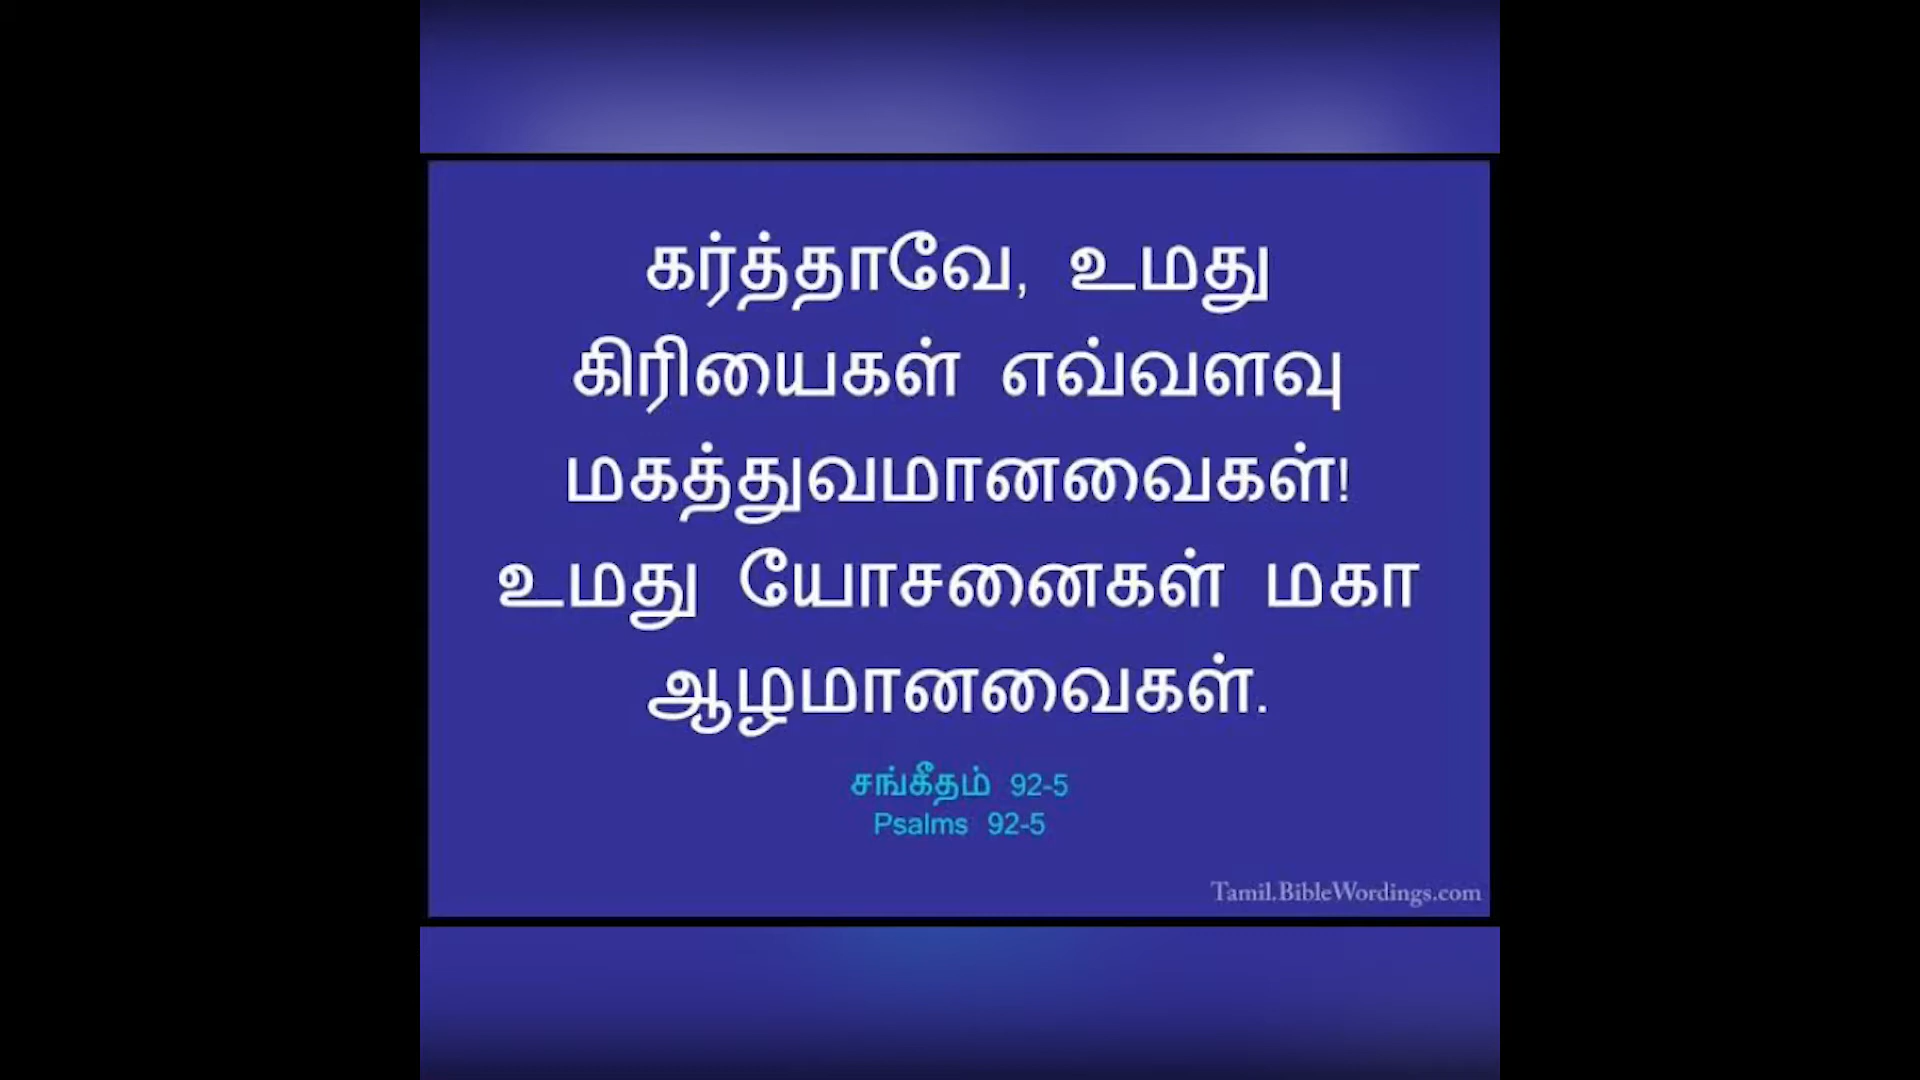 கர்த்தாவே, உமது
கிரியைகள் எவ்வளவு
மகத்துவமானவைகள்!
உமது யோசனைகள் மகா
ஆழமானவைகள்.
சங்கீதம் 92-5
Psalms 92-5
Tamil.BibleWordings.com